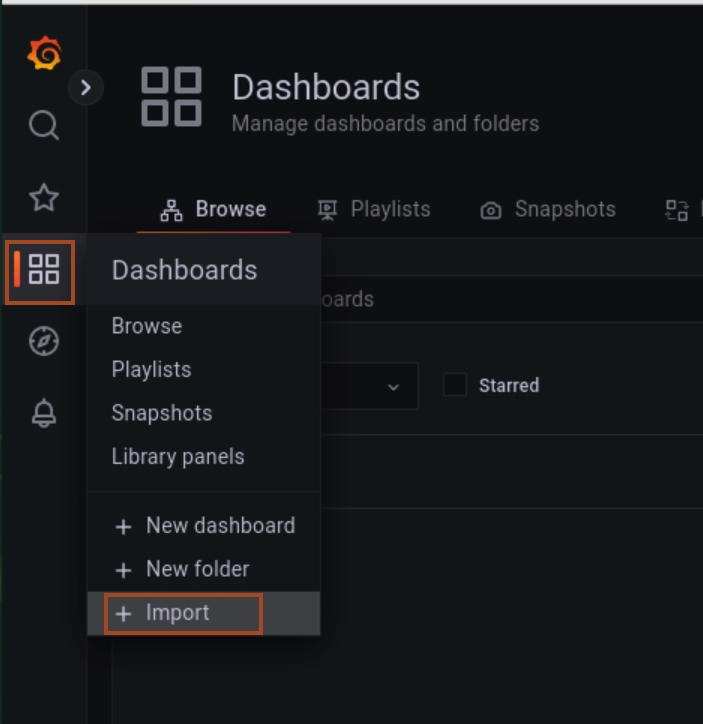 Dashboards
Manage dashboards and folders
Browse
Playlists
Snapshots
Dashboards
Browse
Playlists
Snapshots
Library panels
+ New dashboard
+ New folder
+ Import
Starred